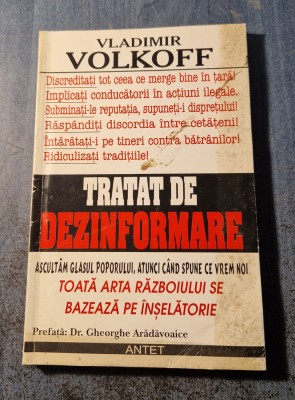 VLADIMIR
VOLKOFF
Discreditați tot ceea ce merge bine în țară!
Implicați conducătorii în acțiuni ilegale.
Subminați-le reputația, supuneți-i disprețului!
Răspândiți discordia între cetățeni!
Întărâtați-i pe tineri contra bătrânilor!
Ridiculizați tradițiile!
TRATAT DE
DEZINFORMARE
ASCULTĂM GLASUL POPORULUI, ATUNCI CÂND SPUNE CE VREM NOI
TOATĂ ARTA RĂZBOIULUI SE
BAZEAZĂ PE ÎNȘELĂTORIE
Prefață: Dr. Gheorghe Arădăvoaice
ANTET